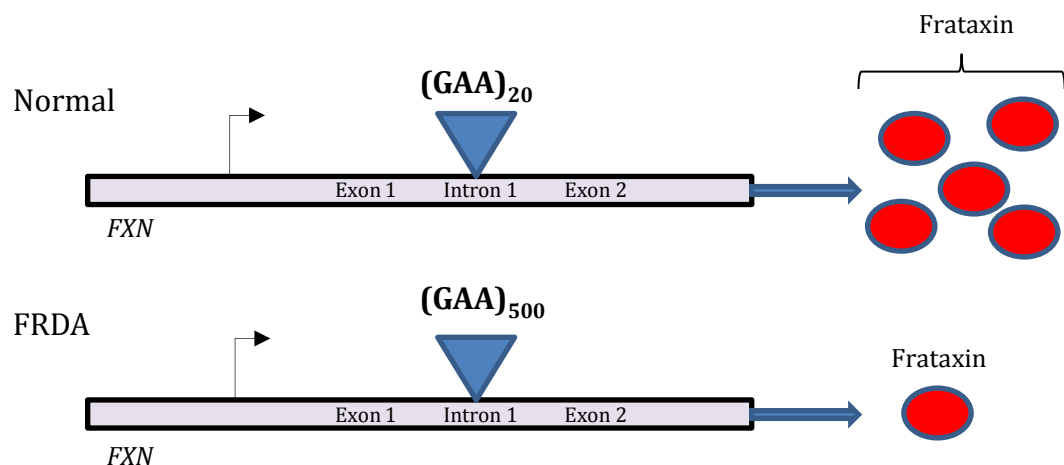 Frataxin
Normal
(GAA)20
Exon 1 Intron 1 Exon 2
FXN
FRDA
(GAA)500
Frataxin
Exon 1 Intron 1 Exon 2
FXN